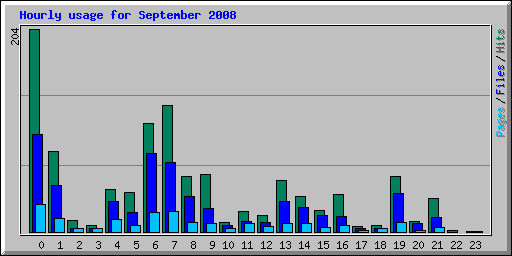 Hourly usage for September 2008
204
Pages / Files / Hits
0 1 2 3 4 5 6 7 8 9 10 11 12 13 14 15 16 17 18 19 20 21 22 23